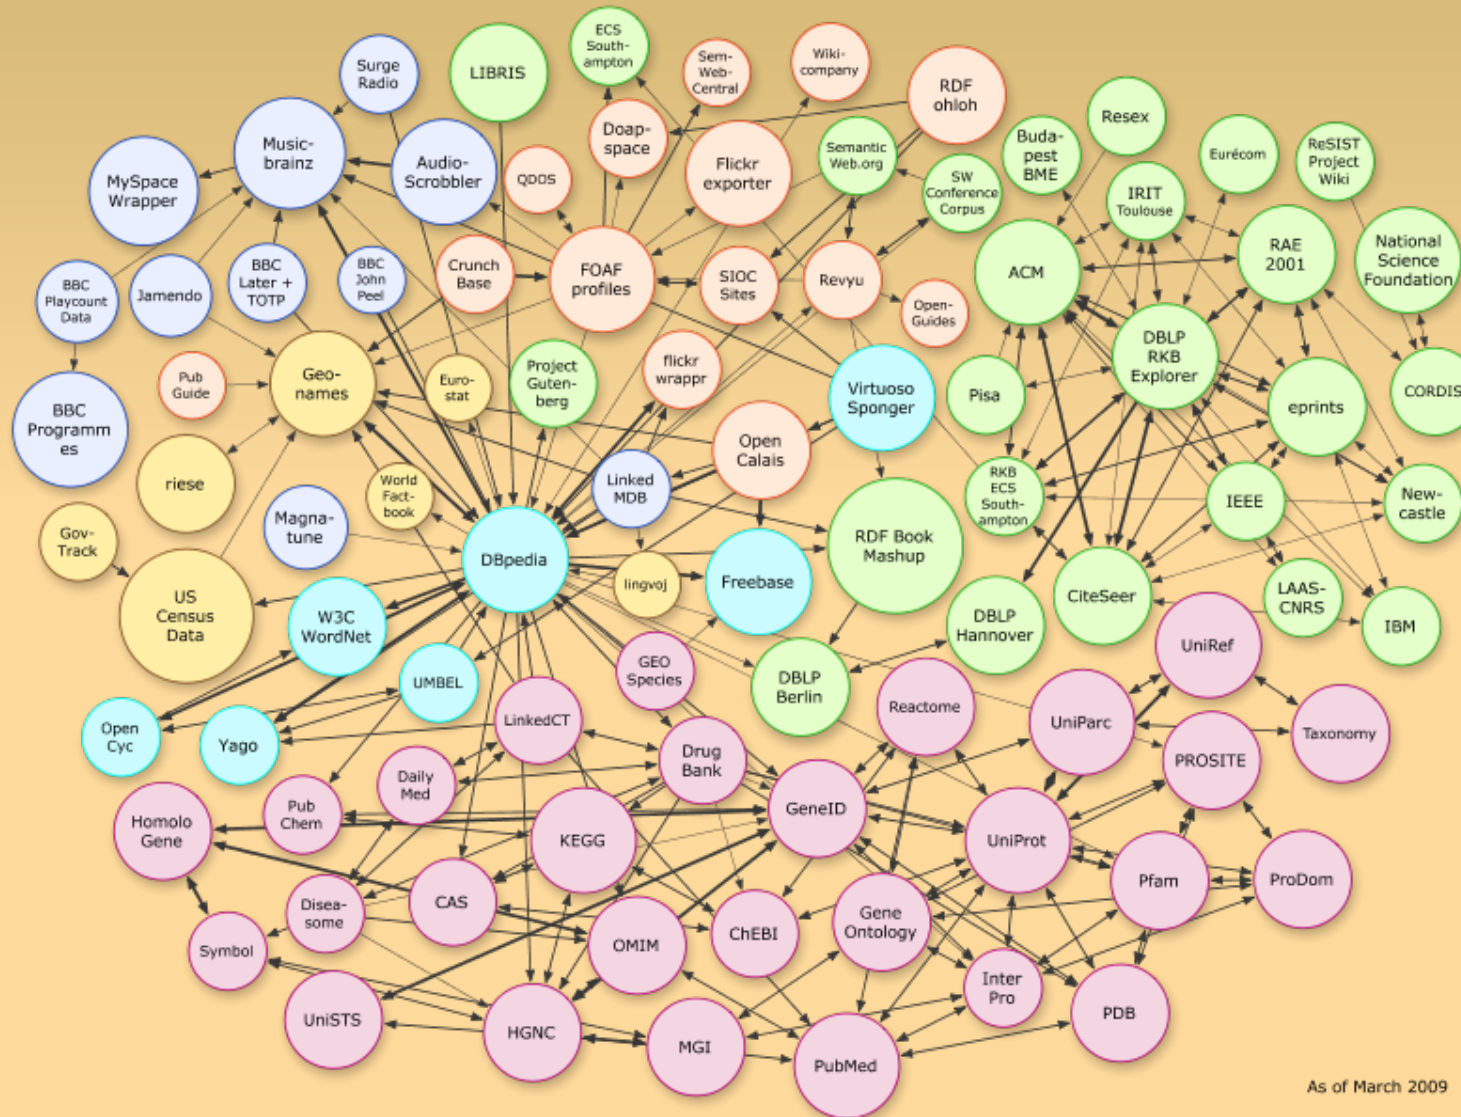 ECS
South-
ampton
Sem-
Web-
Central
Wiki-
company
Surge
Radio
LIBRIS
RDF
ohloh
Resex
Doap-
space
Buda-
pest
BME
Music-
brainz
Audio-
Scrobbler
Flickr
exporter
Semantic
Web.org
Eurécom
ReSIST
Project
Wiki
MySpace
Wrapper
QDOS
SW
Conference
Corpus
IRIT
Toulouse
RAE
2001
National
Science
Foundation
BBC
Playcount
Data
Jamendo
BBC
Later +
TOTP
BBC
John
Peel
Crunch
Base
FOAF
profiles
SIOC
Sites
Revyu
ACM
Open-
Guides
Pub
Guide
Geo-
names
Euro-
stat
Project
Guten-
berg
flickr
wrappr
Virtuoso
Sponger
Pisa
DBLP
RKB
Explorer
eprints
CORDIS
BBC
Programm
es
riese
World
Fact-
book
Linked
MDB
Open
Calais
RKB
ECS
South-
ampton
IEEE
New-
castle
Gov-
Track
Magna-
tune
DBpedia
lingvoj
Freebase
RDF Book
Mashup
US
Census
Data
W3C
WordNet
DBLP
Hannover
CiteSeer
LAAS-
CNRS
IBM
UMBEL
GEO
Species
DBLP
Berlin
UniRef
Open
Cyc
Yago
LinkedCT
Reactome
UniParc
Taxonomy
Daily
Med
Drug
Bank
PROSITE
Homolo
Gene
Pub
Chem
KEGG
GeneID
UniProt
Pfam
ProDom
Disea-
some
CAS
Symbol
OMIM
ChEBI
Gene
Ontology
Inter
Pro
UniSTS
HGNC
MGI
PubMed
PDB
As of March 2009